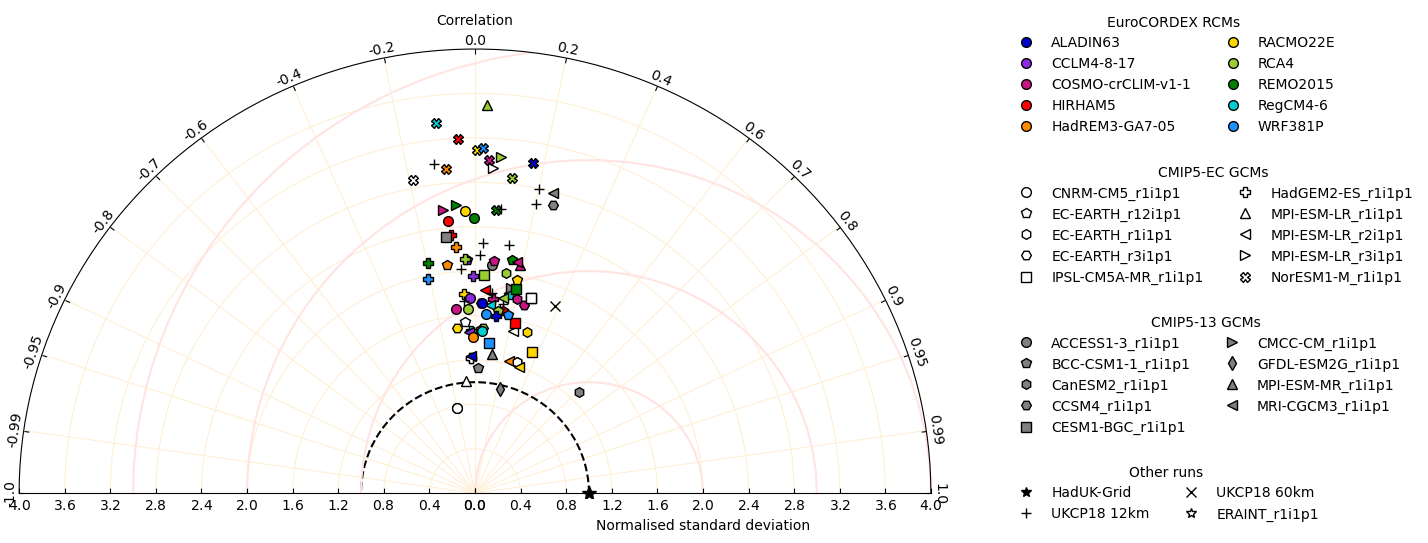 Correlation
0.0
-0.2
0.2
-0.4
0.4
-0.6
0.6
-0.7
0.7
-0.8
0.8
-0.9
0.9
-0.95
0.95
-0.99
0.99
-1.0
1.0
4.0 3.6 3.2 2.8 2.4 2.0 1.6 1.2 0.8 0.4 0.0 0.0 0.4 0.8 1.2 1.6 2.0 2.4 2.8 3.2 3.6 4.0
Normalised standard deviation
EuroCORDEX RCMs
ALADIN63 RACMO22E
CCLM4-8-17 RCA4
COSMO-crCLIM-v1-1 REMO2015
HIRHAM5 RegCM4-6
HadREM3-GA7-05 WRF381P
CMIP5-EC GCMs
CNRM-CM5_r1i1p1 HadGEM2-ES_r1i1p1
EC-EARTH_r12i1p1 MPI-ESM-LR_r1i1p1
EC-EARTH_r1i1p1 MPI-ESM-LR_r2i1p1
EC-EARTH_r3i1p1 MPI-ESM-LR_r3i1p1
IPSL-CM5A-MR_r1i1p1 NorESM1-M_r1i1p1
CMIP5-13 GCMs
ACCESS1-3_r1i1p1 CMCC-CM_r1i1p1
BCC-CSM1-1_r1i1p1 GFDL-ESM2G_r1i1p1
CanESM2_r1i1p1 MPI-ESM-MR_r1i1p1
CCSM4_r1i1p1 MRI-CGCM3_r1i1p1
CESM1-BGC_r1i1p1
Other runs
HadUK-Grid UKCP18 60km
UKCP18 12km ERAINT_r1i1p1